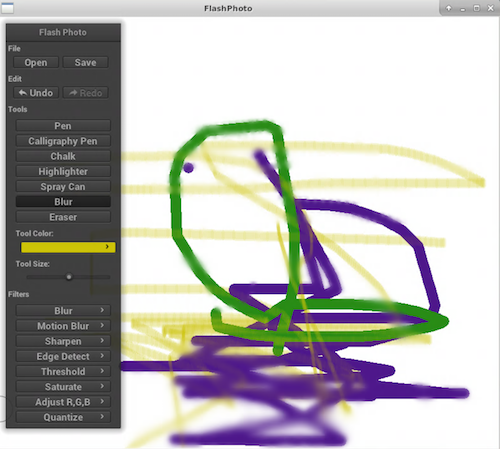 FlashPhoto
Flash Photo
File
Open Save
Edit
Undo Redo
Tools
Pen
Calligraphy Pen
Chalk
Highlighter
Spray Can
Blur
Eraser
Tool Color:
Tool Size:
Filters
Blur
Motion Blur
Sharpen
Edge Detect
Threshold
Saturate
Adjust R,G,B
Quantize